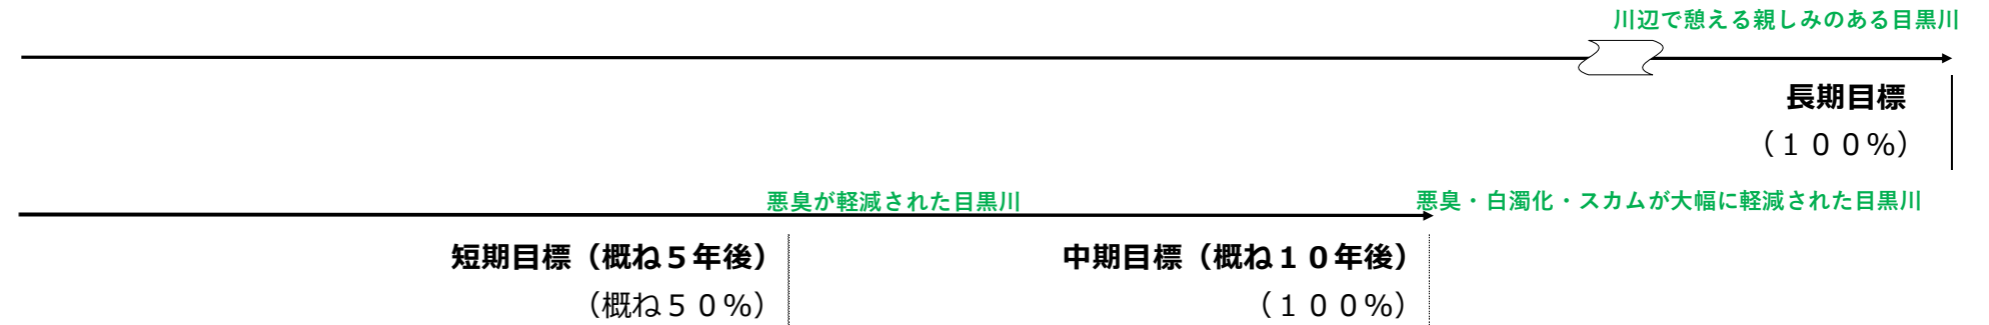 川辺で憩える親しみのある目黒川
長期目標
（１００%）
悪臭が軽減された目黒川
悪臭・白濁化・スカムが大幅に軽減された目黒川
短期目標（概ね５年後）
中期目標（概ね１０年後）
（概ね５０%）
（１００%）